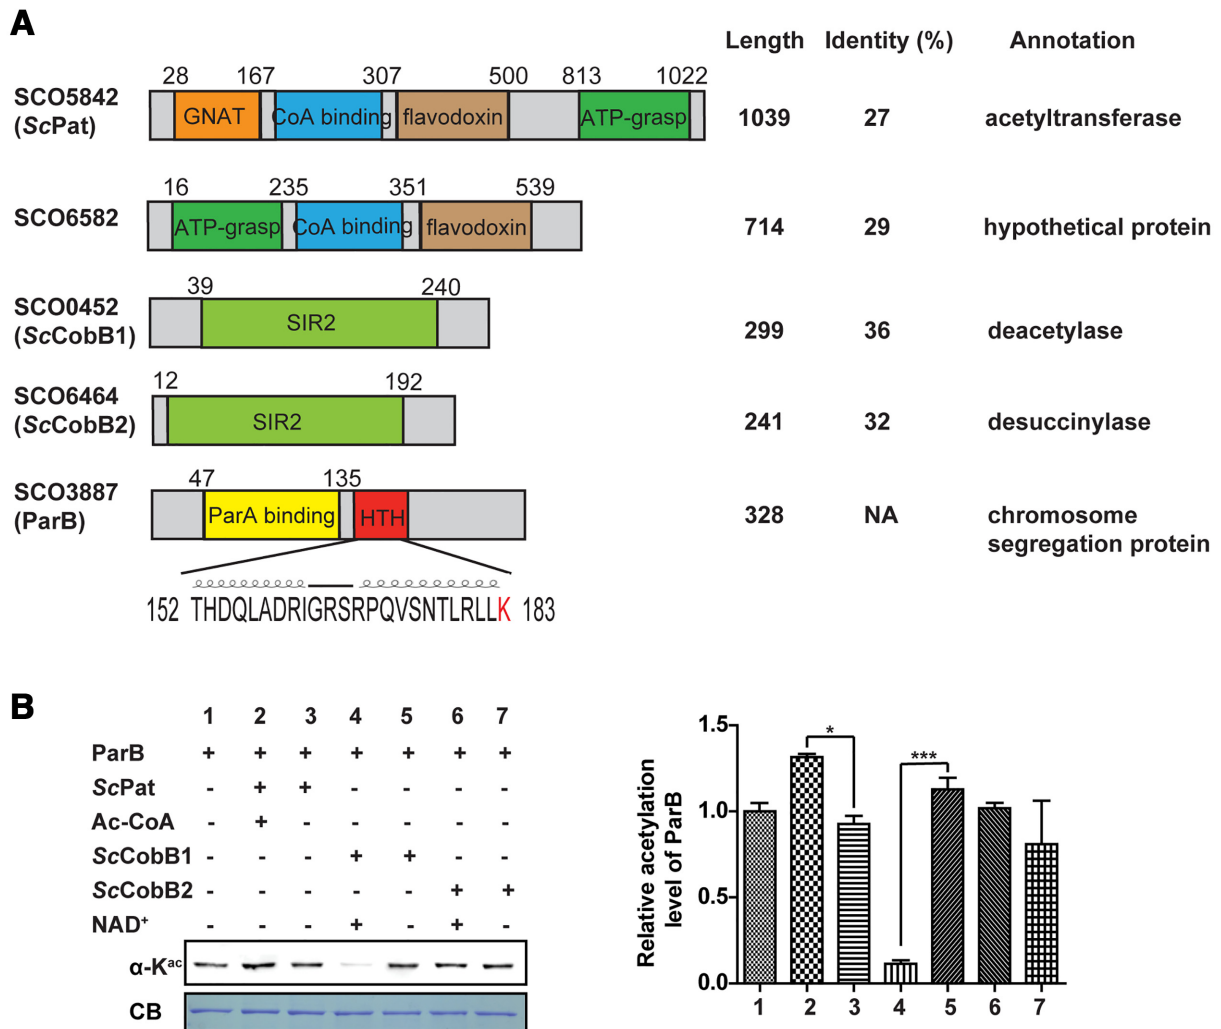 A
Length Identity (%) Annotation
28 167 307 500 813 1022
SCO5842
(ScPat)
GNAT CoA binding flavodoxin ATP-grasp
1039 27 acetyltransferase
16 235 351 539
SCO6582
ATP-grasp CoA binding flavodoxin
714 29 hypothetical protein
39 240
SCO0452
(ScCobB1)
SIR2
299 36 deacetylase
12 192
SCO6464
(ScCobB2)
SIR2
241 32 desuccinylase
47 135
SCO3887
(ParB)
ParA binding HTH
328 NA chromosome
segregation protein
152 THDQLADRIGRSRPQVSNTLRLLK 183
B
1 2 3 4 5 6 7
ParB + + + + + + +
ScPat - + + - - - -
Ac-CoA - + - - - - -
ScCobB1 - - - + + - -
ScCobB2 - - - - - + +
NAD+ - - - + - + -
α-Kac
CB
Relative acetylation
level of ParB
1.5
1.0
0.5
0.0
* ***
1 2 3 4 5 6 7